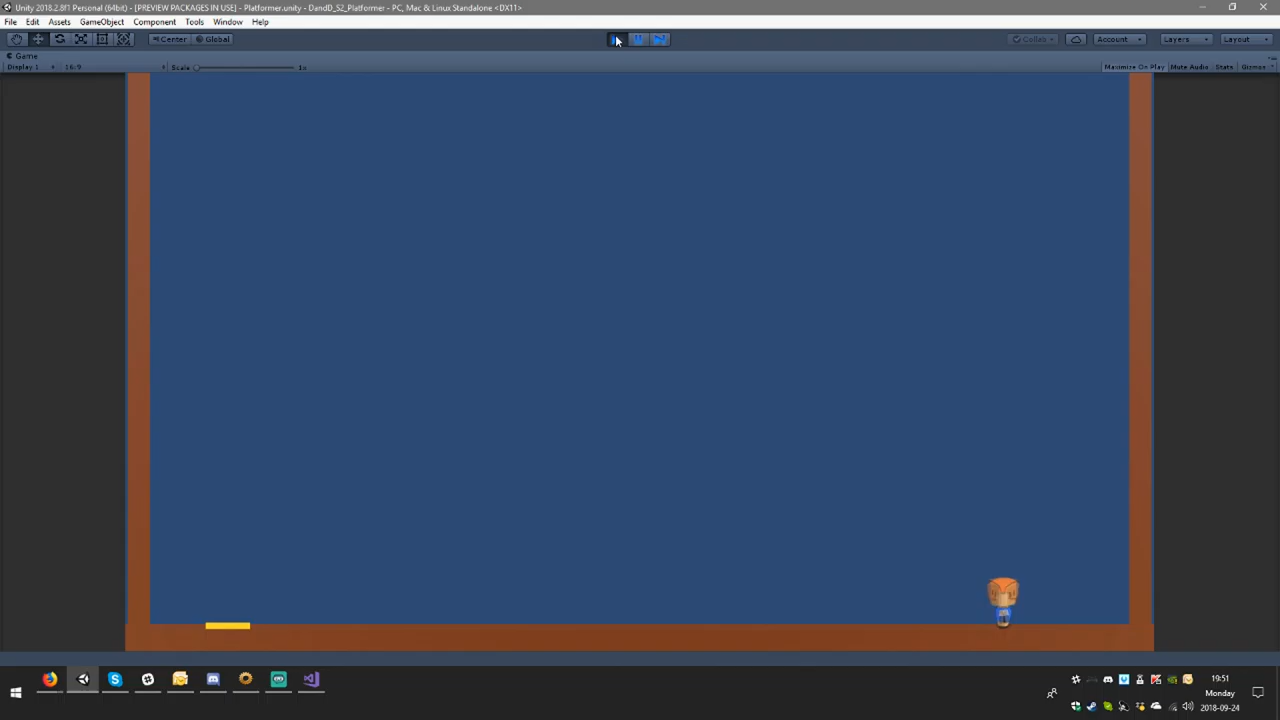 Unity 2018.2.8f1 Personal (64bit) - [PREVIEW PACKAGES IN USE] - Platformer.unity - DandD_S2_Platformer - PC, Mac & Linux Standalone <DX11>
File Edit Assets GameObject Component Tools Window Help
Center Global Collab Account Layers Layout
Game
Display 1 16:9 Scale 1x Maximize On Play Mute Audio Stats Gizmos
19:51
Monday
2018-09-24